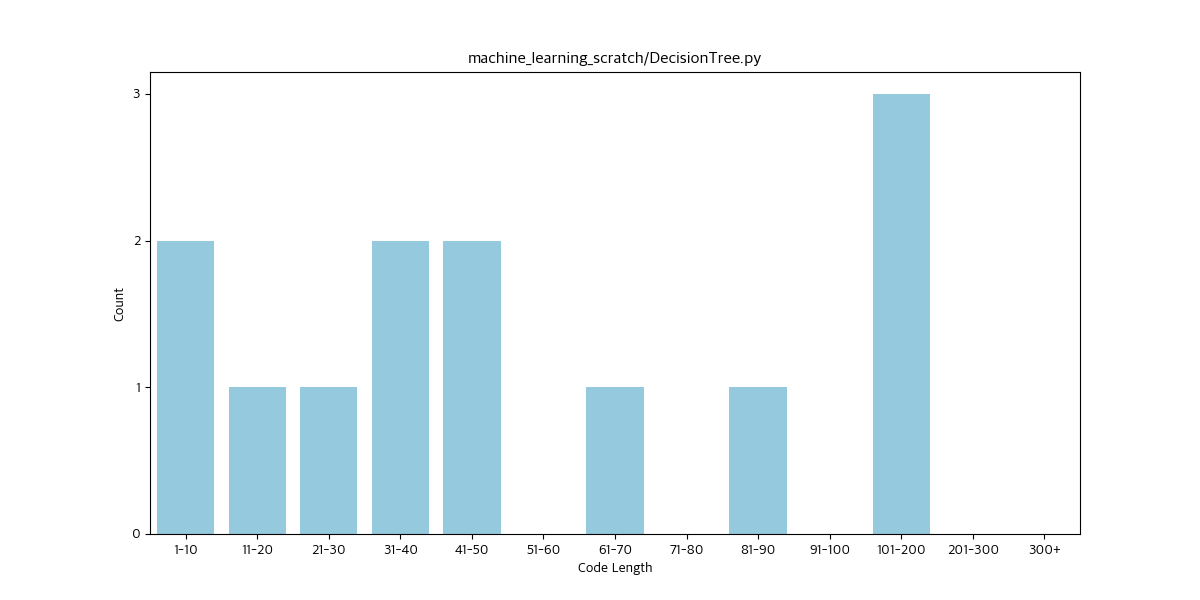 machine_learning_scratch/DecisionTree.py
Count
3
2
1
0
1-10 11-20 21-30 31-40 41-50 51-60 61-70 71-80 81-90 91-100 101-200 201-300 300+
Code Length